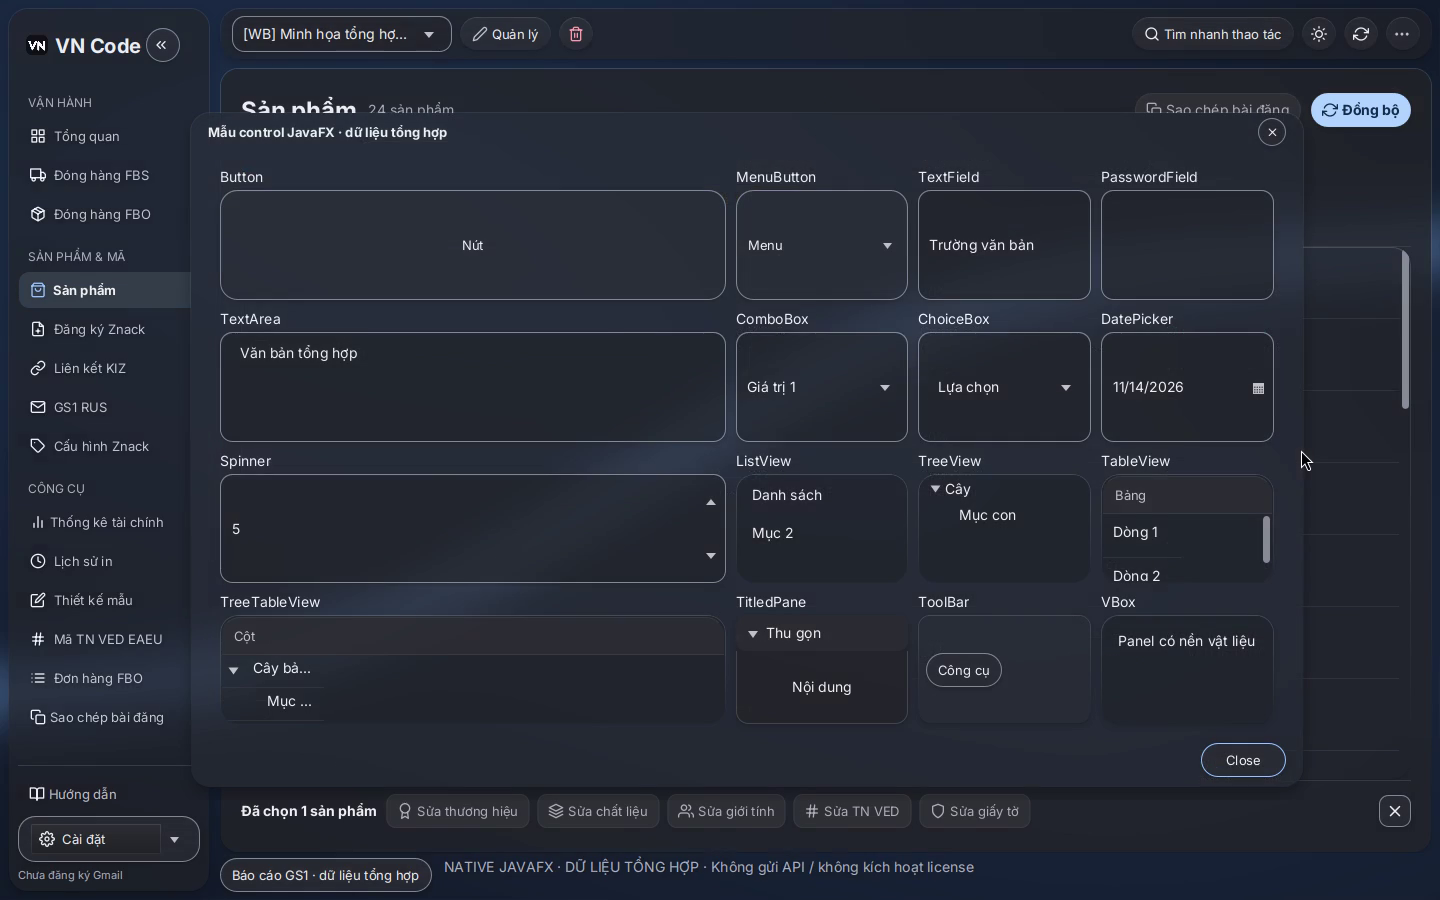 VN VN Code
[WB] Minh họa tổng hợ...
Quản lý
Tìm nhanh thao tác
VẬN HÀNH
Tổng quan
Đóng hàng FBS
Đóng hàng FBO
SẢN PHẨM & MÃ
Sản phẩm
Đăng ký Znack
Liên kết KIZ
GS1 RUS
Cấu hình Znack
CÔNG CỤ
Thống kê tài chính
Lịch sử in
Thiết kế mẫu
Mã TN VED EAEU
Đơn hàng FBO
Sao chép bài đăng
Hướng dẫn
Cài đặt
Chưa đăng ký Gmail
Sản phẩm 24 sản phẩm
Sao chép bài đăng
Đồng bộ
Mẫu control JavaFX · dữ liệu tổng hợp
Button
MenuButton
TextField
PasswordField
Nút
Menu
Trường văn bản
TextArea
ComboBox
ChoiceBox
DatePicker
Văn bản tổng hợp
Giá trị 1
Lựa chọn
11/14/2026
Spinner
ListView
TreeView
TableView
5
Danh sách
Mục 2
Cây
Mục con
Bảng
Dòng 1
Dòng 2
TreeTableView
TitledPane
ToolBar
VBox
Cột
Cây bả...
Mục ...
Thu gọn
Nội dung
Công cụ
Panel có nền vật liệu
Close
Đã chọn 1 sản phẩm
Sửa thương hiệu
Sửa chất liệu
Sửa giới tính
Sửa TN VED
Sửa giấy tờ
Báo cáo GS1 · dữ liệu tổng hợp
NATIVE JAVAFX · DỮ LIỆU TỔNG HỢP · Không gửi API / không kích hoạt license